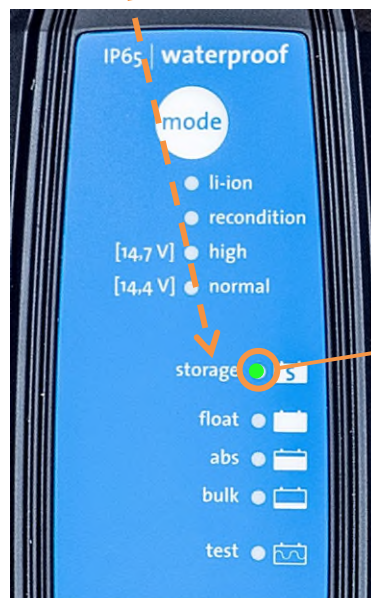 IP65 | waterproof
mode
li-ion
recondition
[14,7 V] high
[14,4 V] normal
storage S
float
abs
bulk
test